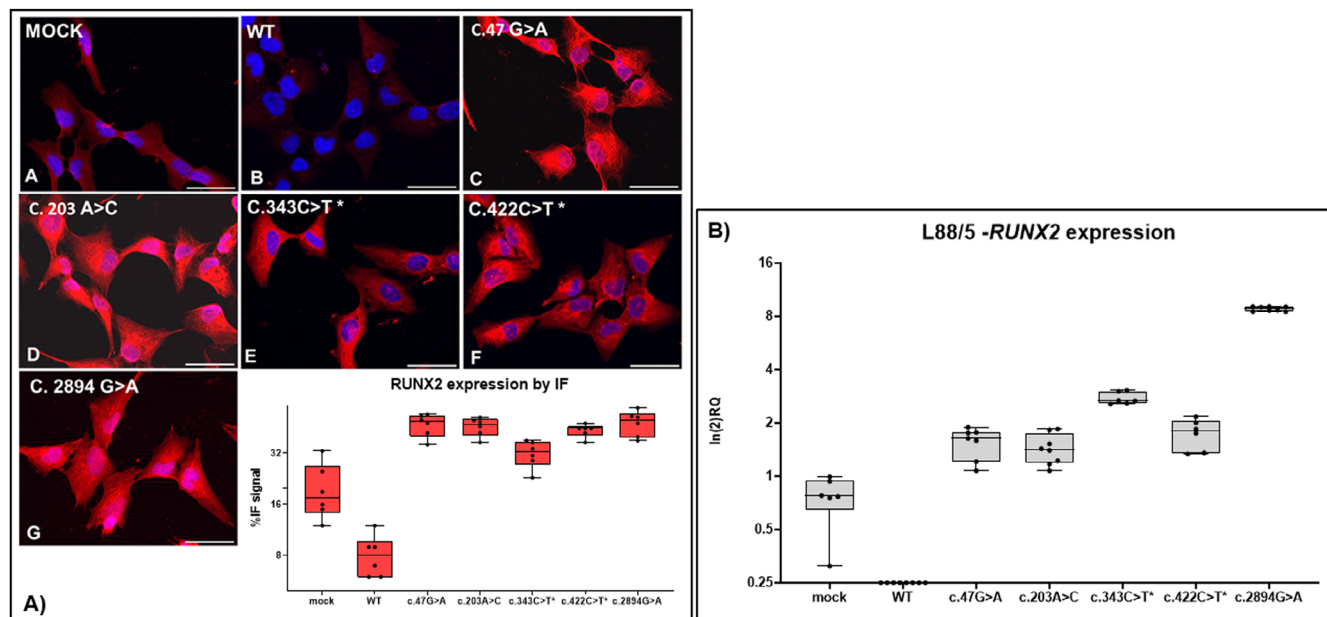 MOCK
A
WT
B
C.47 G>A
C
C. 203 A>C
D
C.343C>T *
E
C.422C>T *
F
C. 2894 G>A
G
RUNX2 expression by IF
%IF signal
32
16
8
mock WT c.47G>A c.203A>C c.343C>T* c.422C>T* c.2894G>A
A)
B)
L88/5 -RUNX2 expression
ln(2)RQ
16
8
4
2
1
0.5
0.25
mock WT c.47G>A c.203A>C c.343C>T* c.422C>T* c.2894G>A